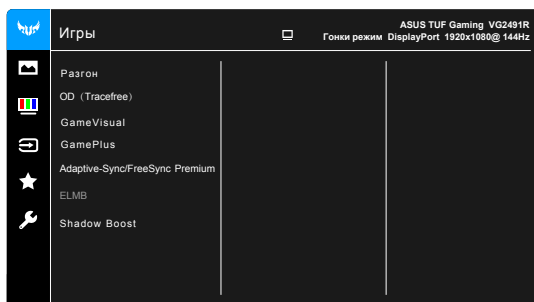 Игры
ASUS TUF Gaming VG2491R
Гонки режим DisplayPort 1920x1080@ 144Hz
Разгон
OD（Tracefree）
GameVisual
GamePlus
Adaptive-Sync/FreeSync Premium
ELMB
Shadow Boost